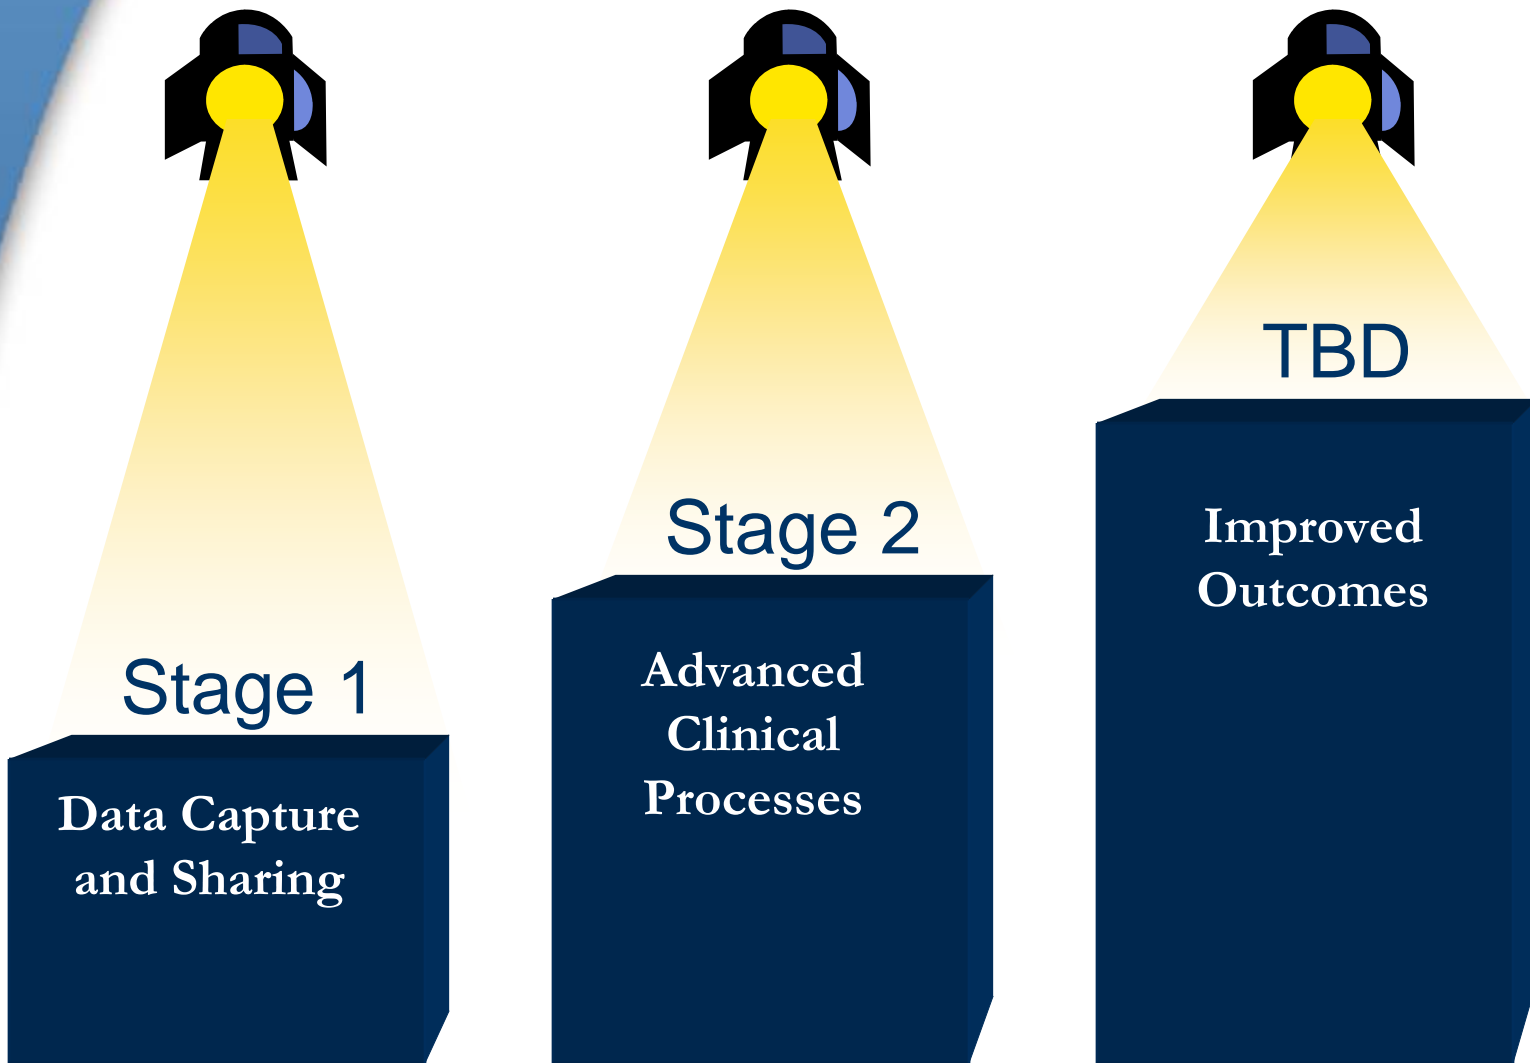 Stage 1
Data Capture
and Sharing
Stage 2
Advanced
Clinical
Processes
TBD
Improved
Outcomes